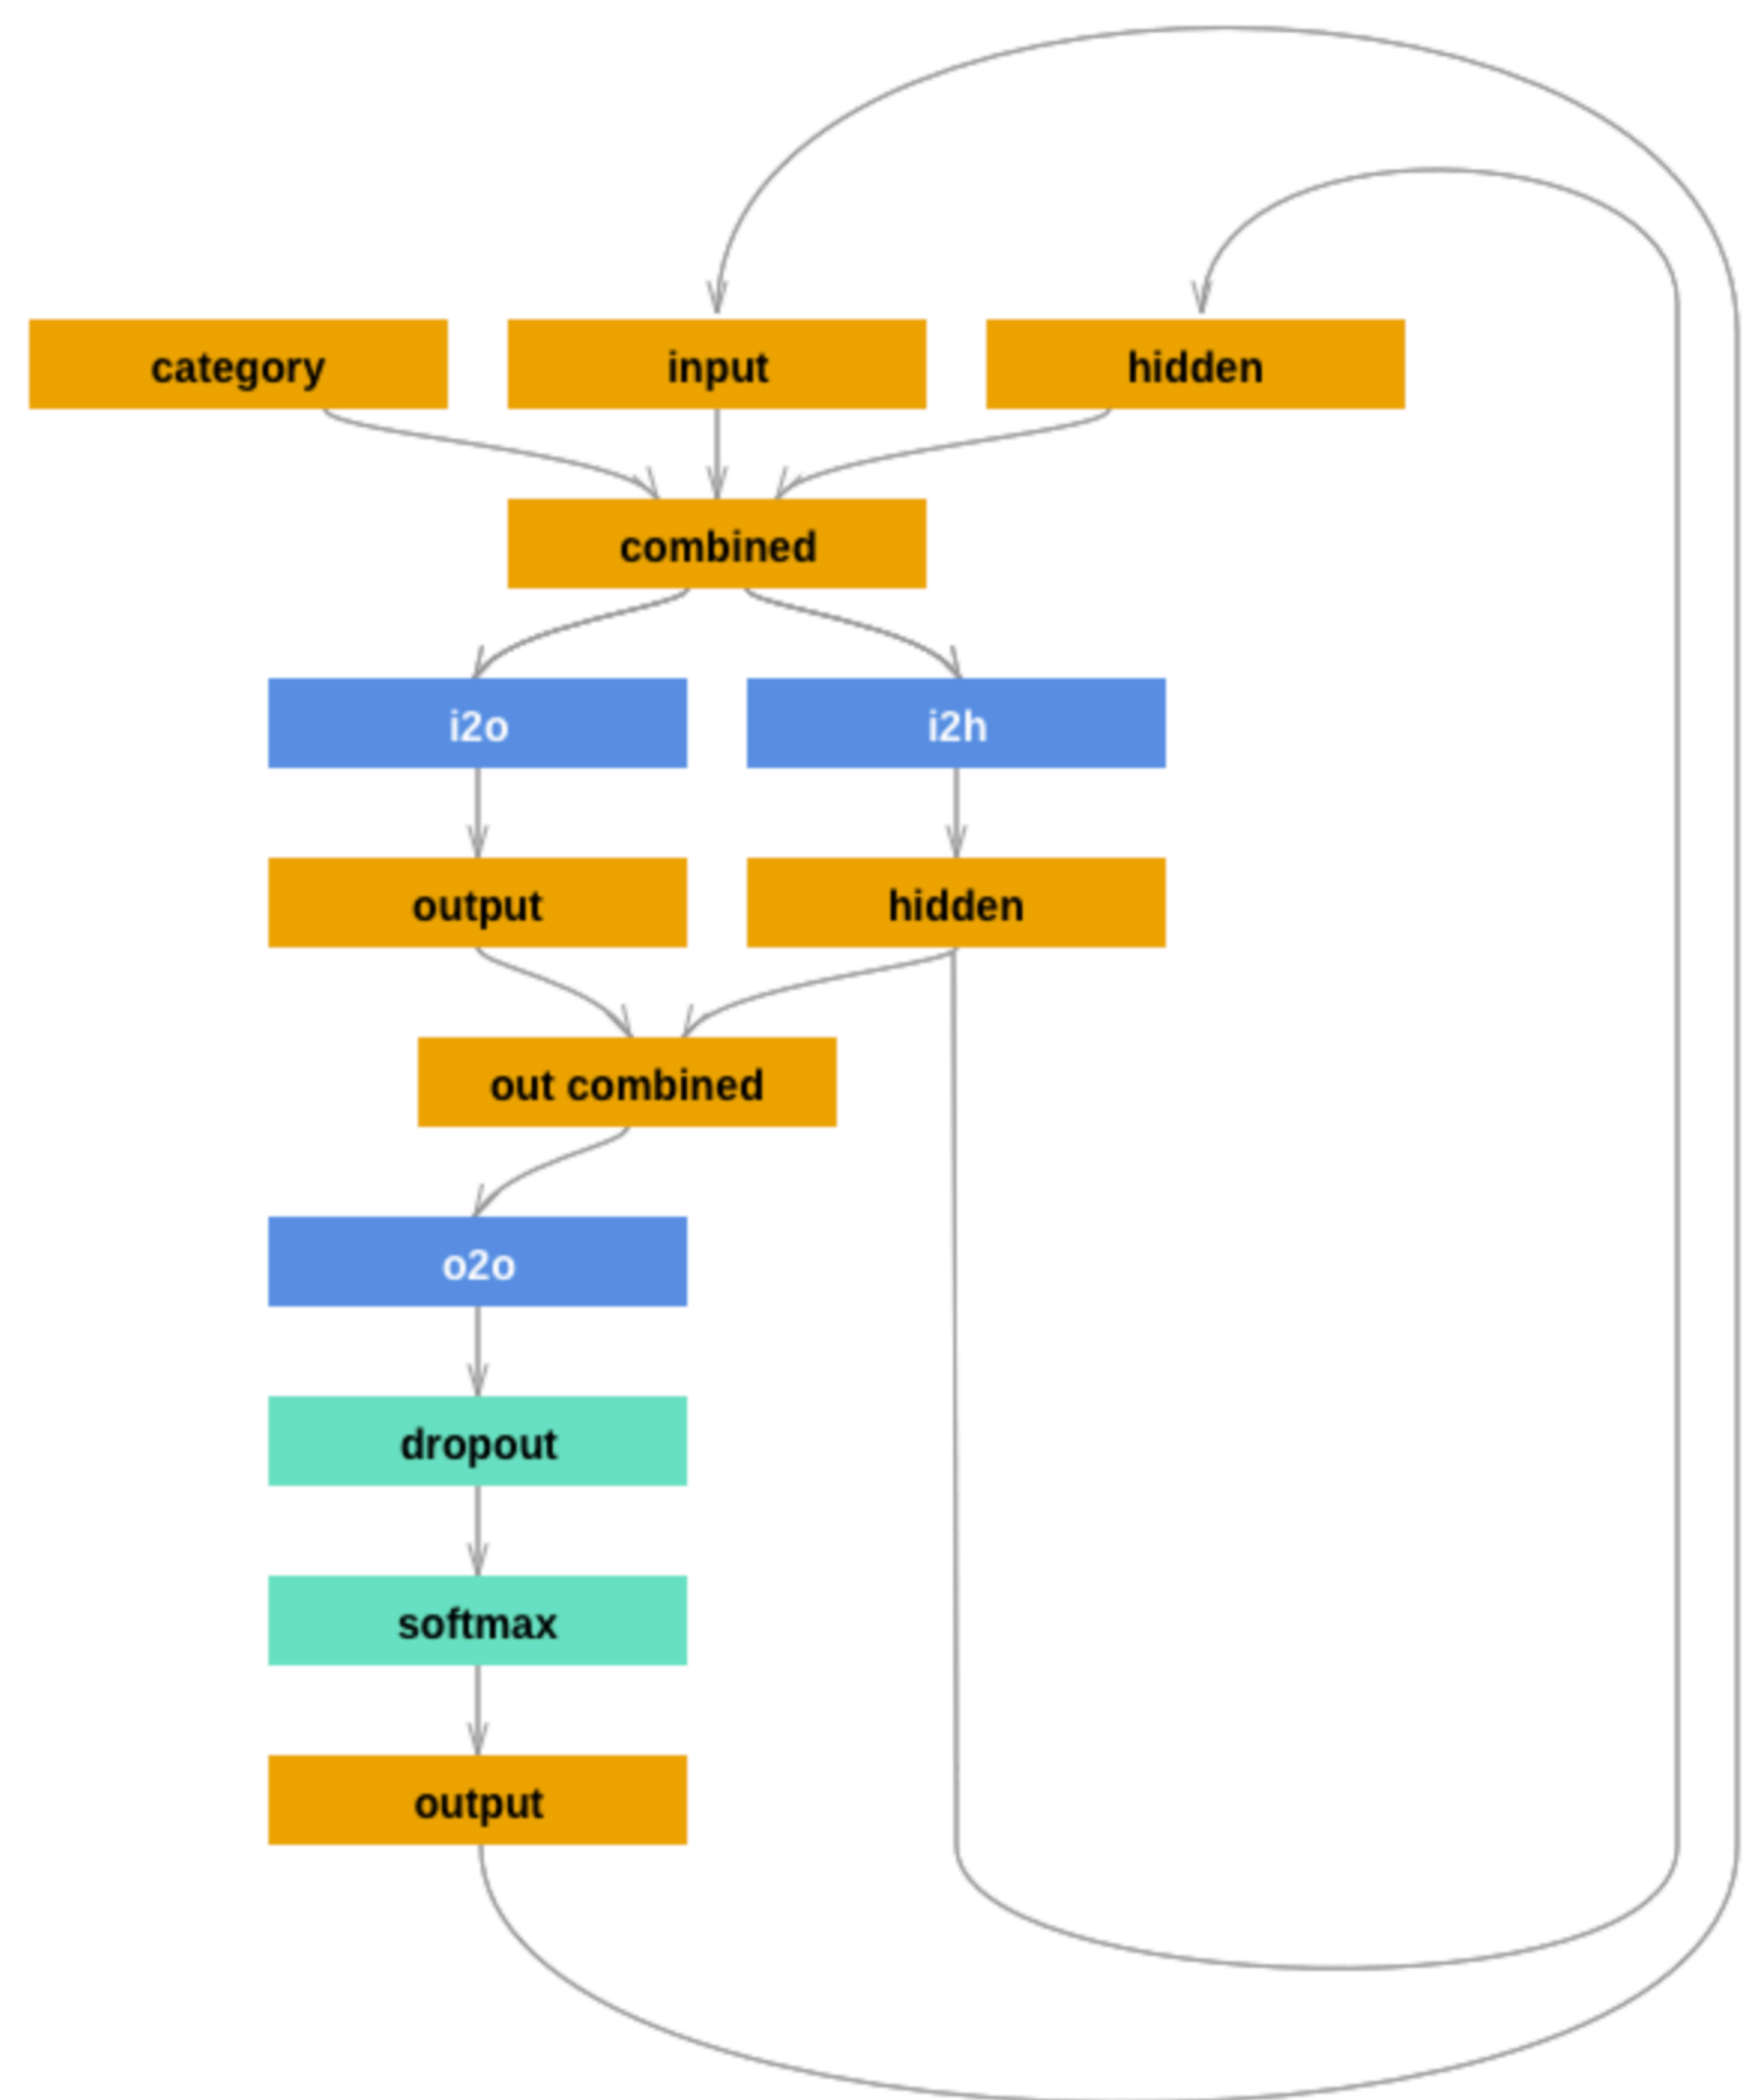 category
input
hidden
combined
i2o
i2h
output
hidden
out combined
o2o
dropout
softmax
output